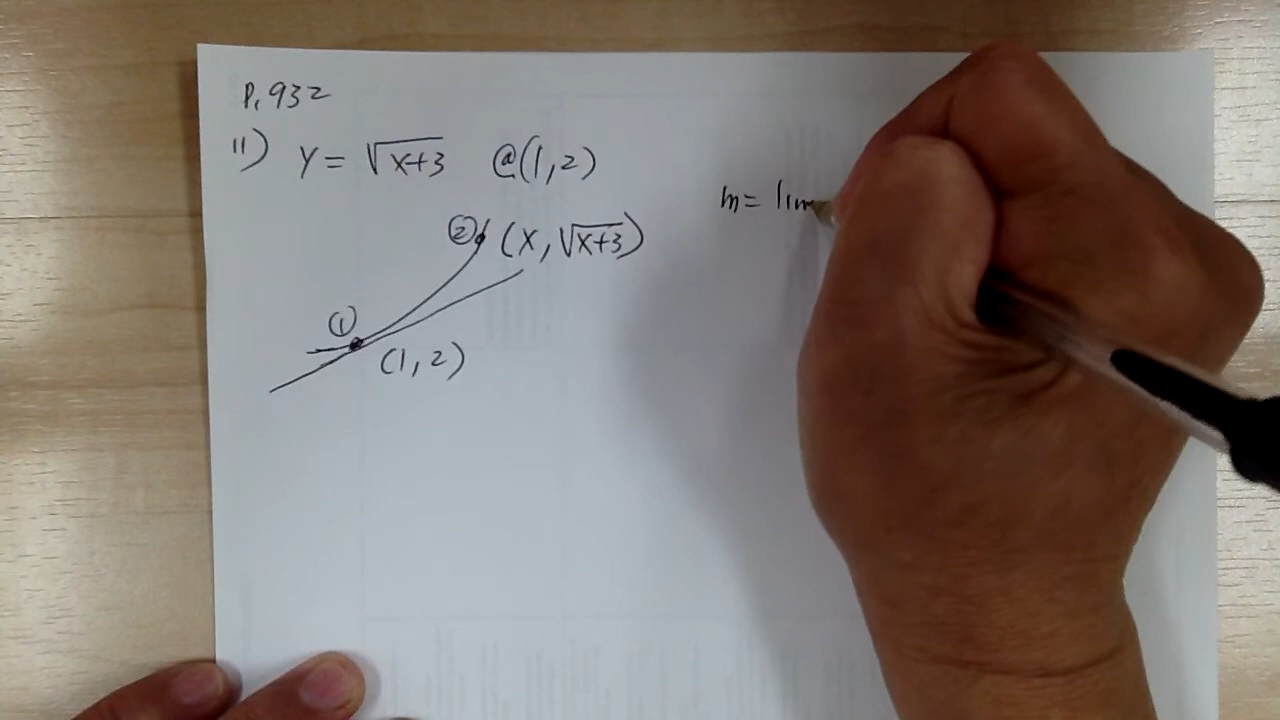 P. 932
11) y = √x+3 @(1,2)
m = lim
② (x, √x+3)
①
(1,2)